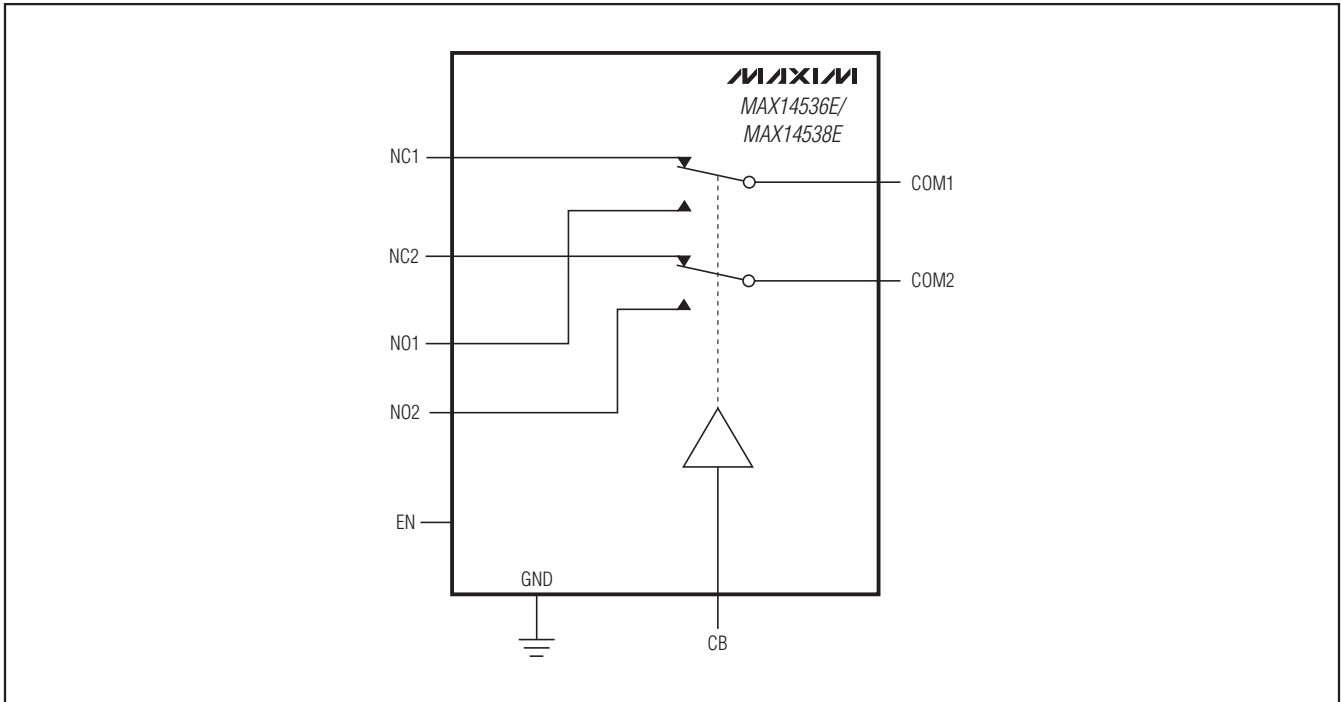 MAXIM
MAX14536E/
MAX14538E
NC1
COM1
NC2
COM2
NO1
NO2
EN
GND
CB